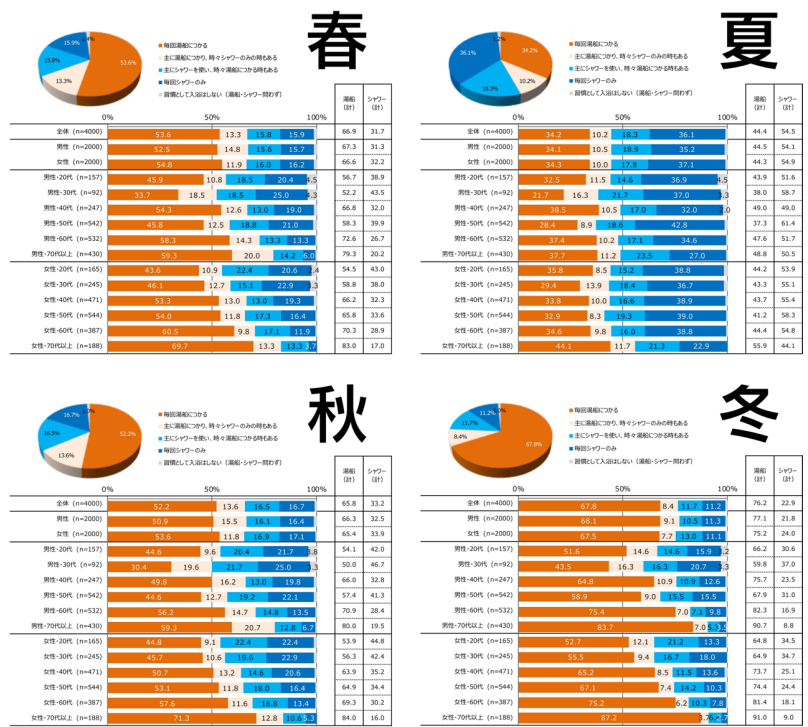 春
53.6%
13.3%
15.8%
15.9%
1.4%
毎回湯船につかる
主に湯船につかり、時々シャワーのみの時もある
主にシャワーを使い、時々湯船につかる時もある
毎回シャワーのみ
習慣として入浴はしない（湯船・シャワー問わず）
湯船(計) シャワー(計)
0% 50% 100%
全体 (n=4000) 53.6 13.3 15.8 15.9 66.9 31.7
男性 (n=2000) 52.5 14.8 15.6 15.7 67.3 31.3
女性 (n=2000) 54.8 11.9 16.0 16.2 66.6 32.2
男性・20代 (n=157) 45.9 10.8 18.5 20.4 4.5 56.7 38.9
男性・30代 (n=92) 33.7 18.5 18.5 25.0 4.3 52.2 43.5
男性・40代 (n=247) 54.3 12.6 13.0 19.0 66.8 32.0
男性・50代 (n=542) 45.8 12.5 18.8 21.0 58.3 39.9
男性・60代 (n=532) 58.3 14.3 13.3 13.3 72.6 26.7
男性・70代以上 (n=430) 59.3 20.0 14.2 6.0 79.3 20.2
女性・20代 (n=165) 43.6 10.9 22.4 20.6 2.4 54.5 43.0
女性・30代 (n=245) 46.1 12.7 15.1 22.9 58.8 38.0
女性・40代 (n=471) 53.3 13.0 13.0 19.3 66.2 32.3
女性・50代 (n=544) 54.0 11.8 17.3 16.4 65.8 33.6
女性・60代 (n=387) 60.5 9.8 17.1 11.9 70.3 28.9
女性・70代以上 (n=188) 69.7 13.3 13.3 3.7 83.0 17.0
夏
34.2%
10.2%
18.3%
36.1%
1.2%
毎回湯船につかる
主に湯船につかり、時々シャワーのみの時もある
主にシャワーを使い、時々湯船につかる時もある
毎回シャワーのみ
習慣として入浴はしない（湯船・シャワー問わず）
湯船(計) シャワー(計)
0% 50% 100%
全体 (n=4000) 34.2 10.2 18.3 36.1 44.4 54.5
男性 (n=2000) 34.1 10.5 18.9 35.2 44.5 54.1
女性 (n=2000) 34.3 10.0 17.8 37.1 44.3 54.9
男性・20代 (n=157) 32.5 11.5 14.6 36.9 4.5 43.9 51.6
男性・30代 (n=92) 21.7 16.3 21.7 37.0 3.3 38.0 58.7
男性・40代 (n=247) 38.5 10.5 17.0 32.0 2.0 49.0 49.0
男性・50代 (n=542) 28.4 8.9 18.6 42.8 37.3 61.4
男性・60代 (n=532) 37.4 10.2 17.1 34.6 47.6 51.7
男性・70代以上 (n=430) 37.7 11.2 23.5 27.0 48.8 50.5
女性・20代 (n=165) 35.8 8.5 15.2 38.8 44.2 53.9
女性・30代 (n=245) 29.4 13.9 18.4 36.7 43.3 55.1
女性・40代 (n=471) 33.8 10.0 16.6 38.9 43.7 55.4
女性・50代 (n=544) 32.9 8.3 19.3 39.0 41.2 58.3
女性・60代 (n=387) 34.6 9.8 16.0 38.8 44.4 54.8
女性・70代以上 (n=188) 44.1 11.7 21.3 22.9 55.9 44.1
秋
52.2%
13.6%
16.5%
16.7%
毎回湯船につかる
主に湯船につかり、時々シャワーのみの時もある
主にシャワーを使い、時々湯船につかる時もある
毎回シャワーのみ
習慣として入浴はしない（湯船・シャワー問わず）
湯船(計) シャワー(計)
0% 50% 100%
全体 (n=4000) 52.2 13.6 16.5 16.7 65.8 33.2
男性 (n=2000) 50.9 15.5 16.1 16.4 66.3 32.5
女性 (n=2000) 53.6 11.8 16.9 17.1 65.4 33.9
男性・20代 (n=157) 44.6 9.6 20.4 21.7 3.8 54.1 42.0
男性・30代 (n=92) 30.4 19.6 21.7 25.0 3.3 50.0 46.7
男性・40代 (n=247) 49.8 16.2 13.0 19.8 66.0 32.8
男性・50代 (n=542) 44.6 12.7 19.2 22.1 57.4 41.3
男性・60代 (n=532) 56.2 14.7 14.8 13.5 70.9 28.4
男性・70代以上 (n=430) 59.3 20.7 12.8 6.7 80.0 19.5
女性・20代 (n=165) 44.8 9.1 22.4 22.4 53.9 44.8
女性・30代 (n=245) 45.7 10.6 19.6 22.9 56.3 42.4
女性・40代 (n=471) 50.7 13.2 14.6 20.6 63.9 35.2
女性・50代 (n=544) 53.1 11.8 18.0 16.4 64.9 34.4
女性・60代 (n=387) 57.6 11.6 16.8 13.4 69.3 30.2
女性・70代以上 (n=188) 71.3 12.8 10.6 5.3 84.0 16.0
冬
67.8%
8.4%
11.7%
11.2%
毎回湯船につかる
主に湯船につかり、時々シャワーのみの時もある
主にシャワーを使い、時々湯船につかる時もある
毎回シャワーのみ
習慣として入浴はしない（湯船・シャワー問わず）
湯船(計) シャワー(計)
0% 50% 100%
全体 (n=4000) 67.8 8.4 11.7 11.2 76.2 22.9
男性 (n=2000) 68.1 9.1 10.5 11.3 77.1 21.8
女性 (n=2000) 67.5 7.7 13.0 11.1 75.2 24.0
男性・20代 (n=157) 51.6 14.6 14.6 15.9 3.2 66.2 30.6
男性・30代 (n=92) 43.5 16.3 16.3 20.7 3.3 59.8 37.0
男性・40代 (n=247) 64.8 10.9 10.9 12.6 75.7 23.5
男性・50代 (n=542) 58.9 9.0 15.5 15.5 67.9 31.0
男性・60代 (n=532) 75.4 7.0 7.1 9.8 82.3 16.9
男性・70代以上 (n=430) 83.7 7.0 5.3 3.5 90.7 8.8
女性・20代 (n=165) 52.7 12.1 21.2 13.3 64.8 34.5
女性・30代 (n=245) 55.5 9.4 16.7 18.0 64.9 34.7
女性・40代 (n=471) 65.2 8.5 11.5 13.6 73.7 25.1
女性・50代 (n=544) 67.1 7.4 14.2 10.3 74.4 24.4
女性・60代 (n=387) 75.2 6.2 10.3 7.8 81.4 18.1
女性・70代以上 (n=188) 87.2 3.7 91.0 9.0